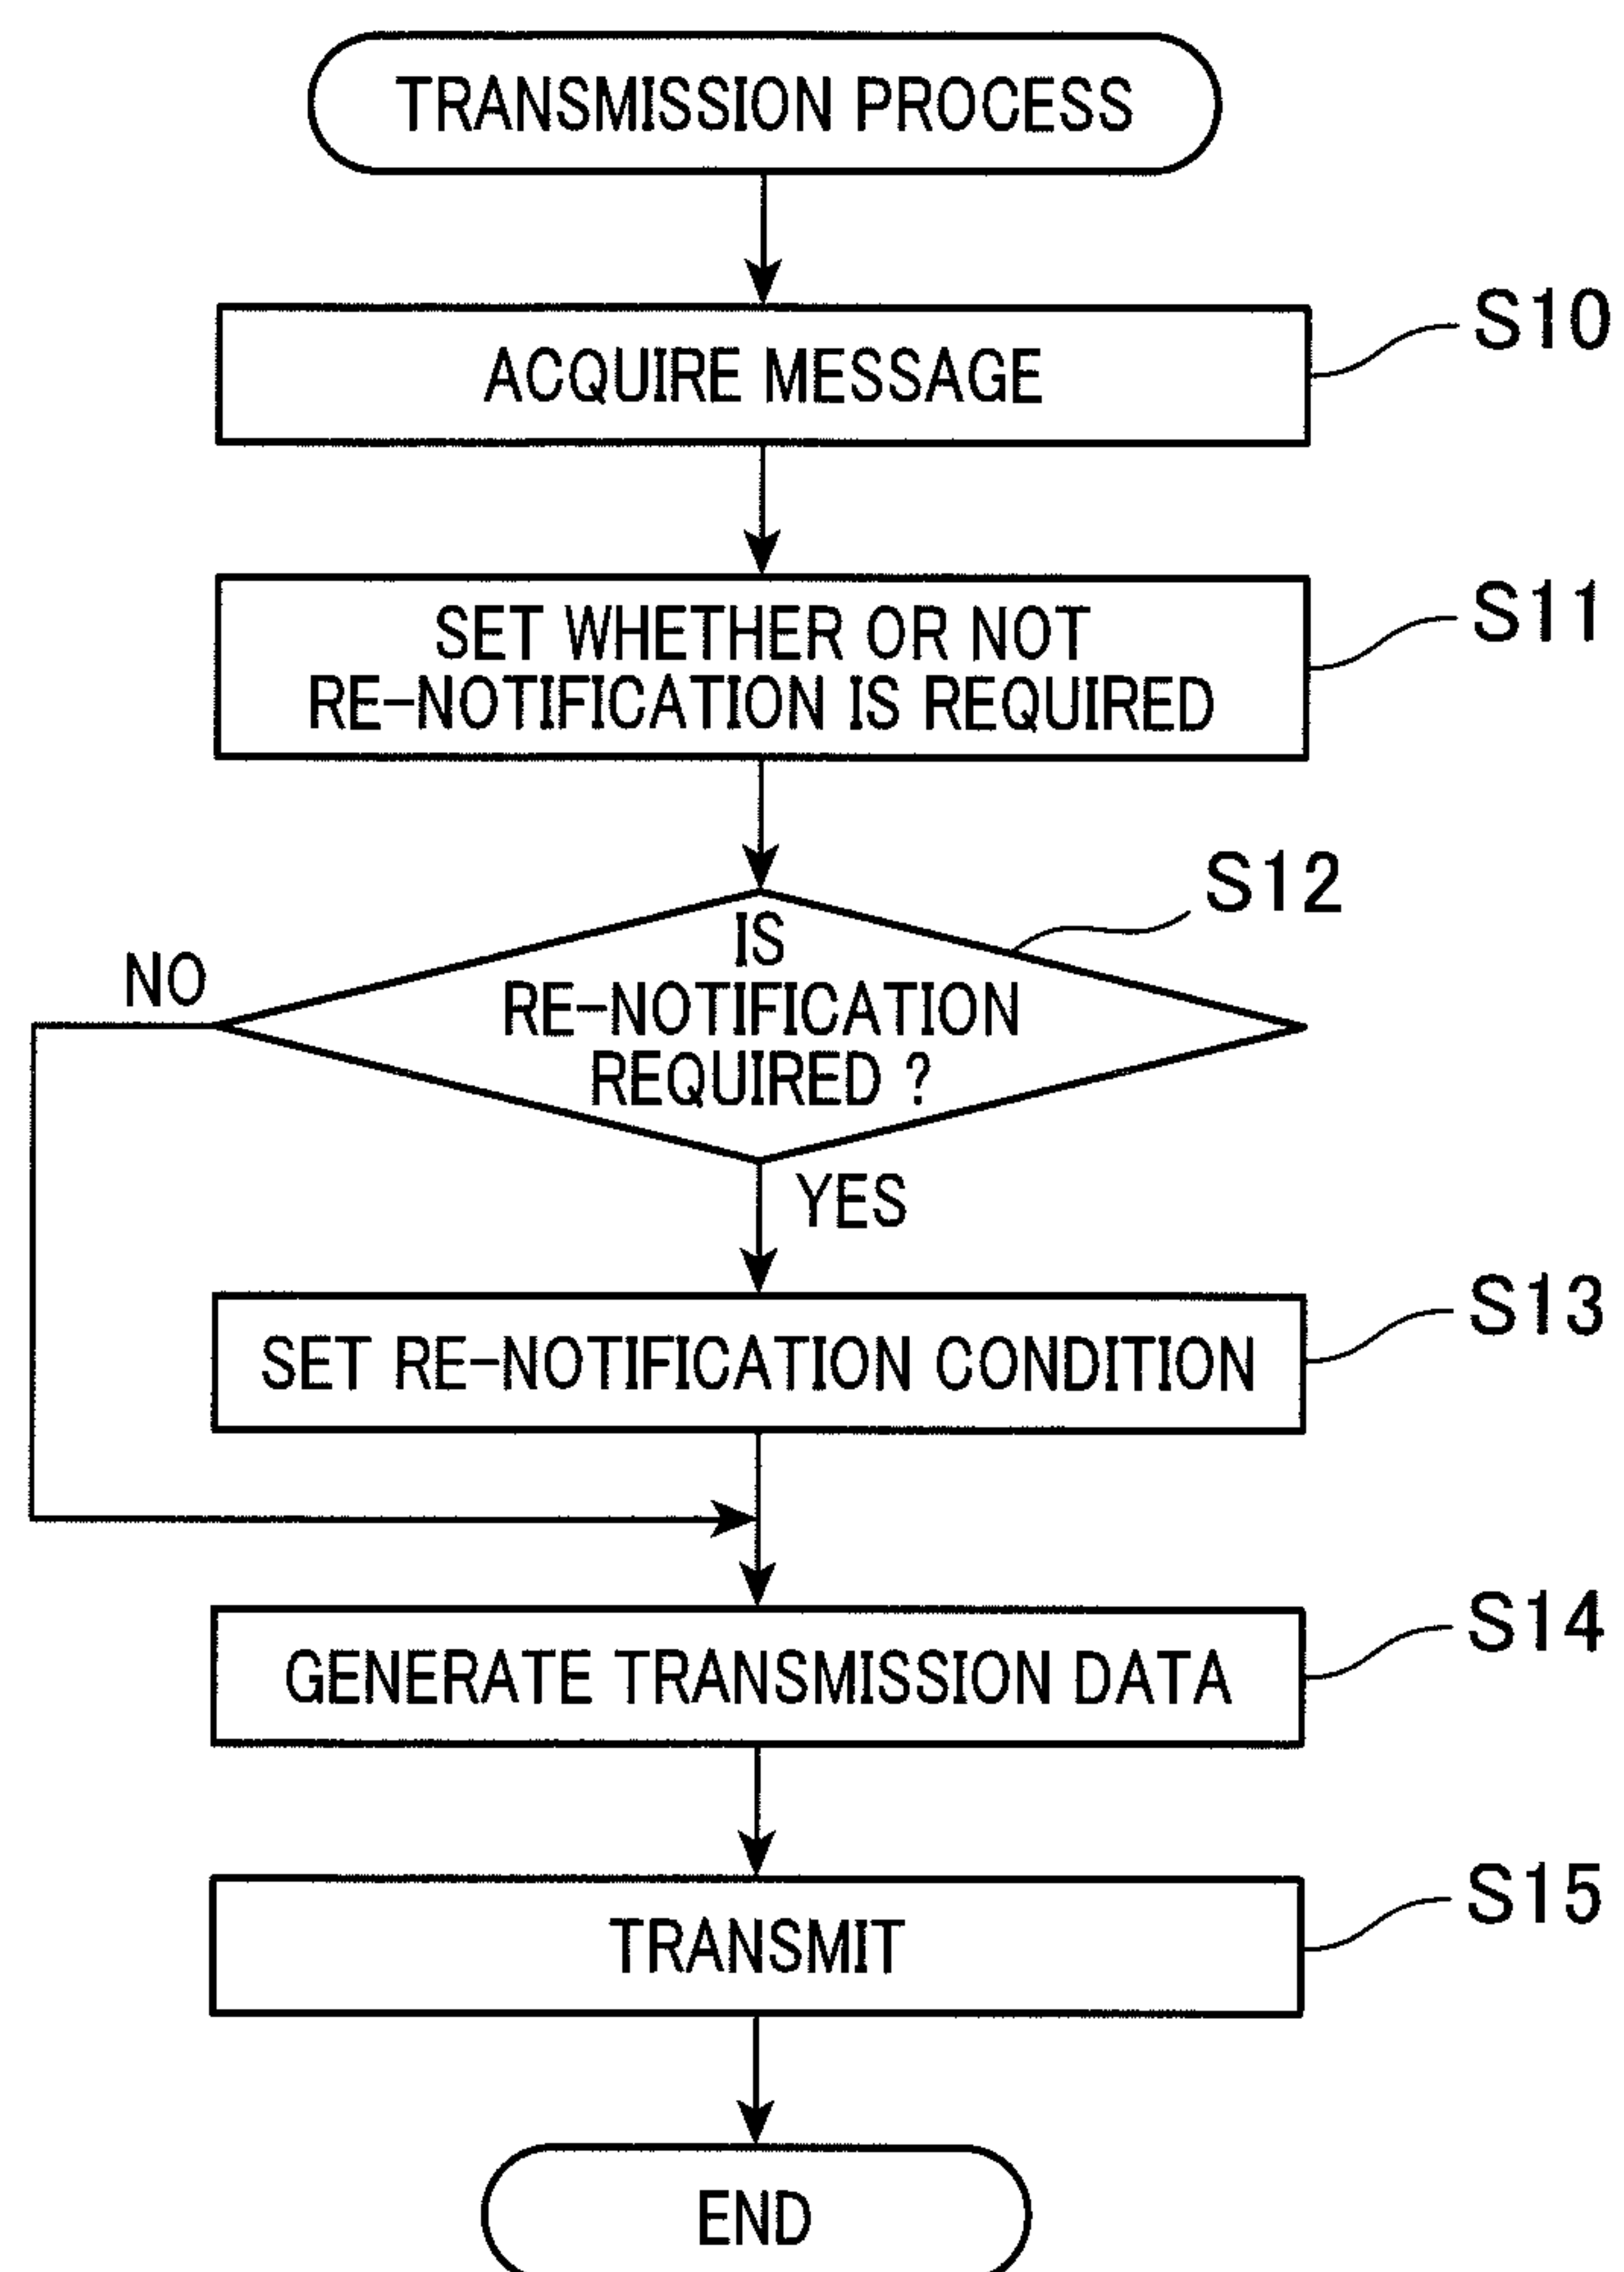 TRANSMISSION PROCESS
S10
ACQUIRE MESSAGE
S11
SET WHETHER OR NOT
RE-NOTIFICATION IS REQUIRED
S12
IS
RE-NOTIFICATION
REQUIRED ?
NO
YES
S13
SET RE-NOTIFICATION CONDITION
S14
GENERATE TRANSMISSION DATA
S15
TRANSMIT
END